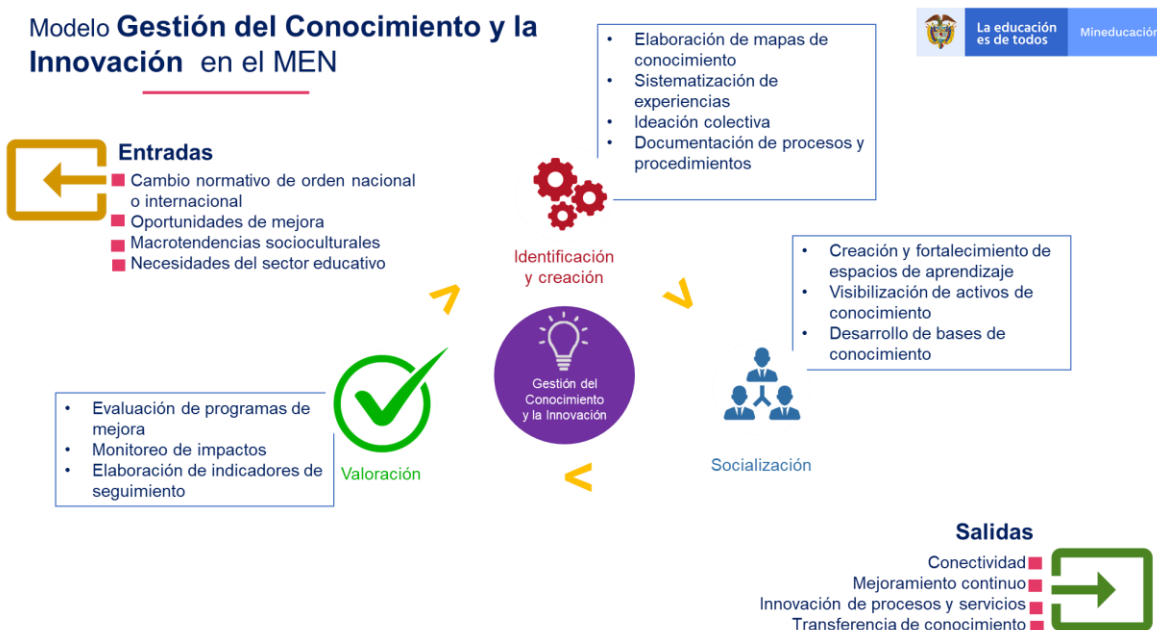 Modelo Gestión del Conocimiento y la
Innovación en el MEN
La educación
es de todos
Mineducación
• Elaboración de mapas de
conocimiento
• Sistematización de
experiencias
• Ideación colectiva
• Documentación de procesos y
procedimientos
Entradas
Cambio normativo de orden nacional
o internacional
Oportunidades de mejora
Macrotendencias socioculturales
Necesidades del sector educativo
Identificación
y creación
• Creación y fortalecimiento de
espacios de aprendizaje
• Visibilización de activos de
conocimiento
• Desarrollo de bases de
conocimiento
Gestión del
Conocimiento
y la Innovación
• Evaluación de programas de
mejora
• Monitoreo de impactos
• Elaboración de indicadores de
seguimiento
Valoración
Socialización
Salidas
Conectividad
Mejoramiento continuo
Innovación de procesos y servicios
Transferencia de conocimiento